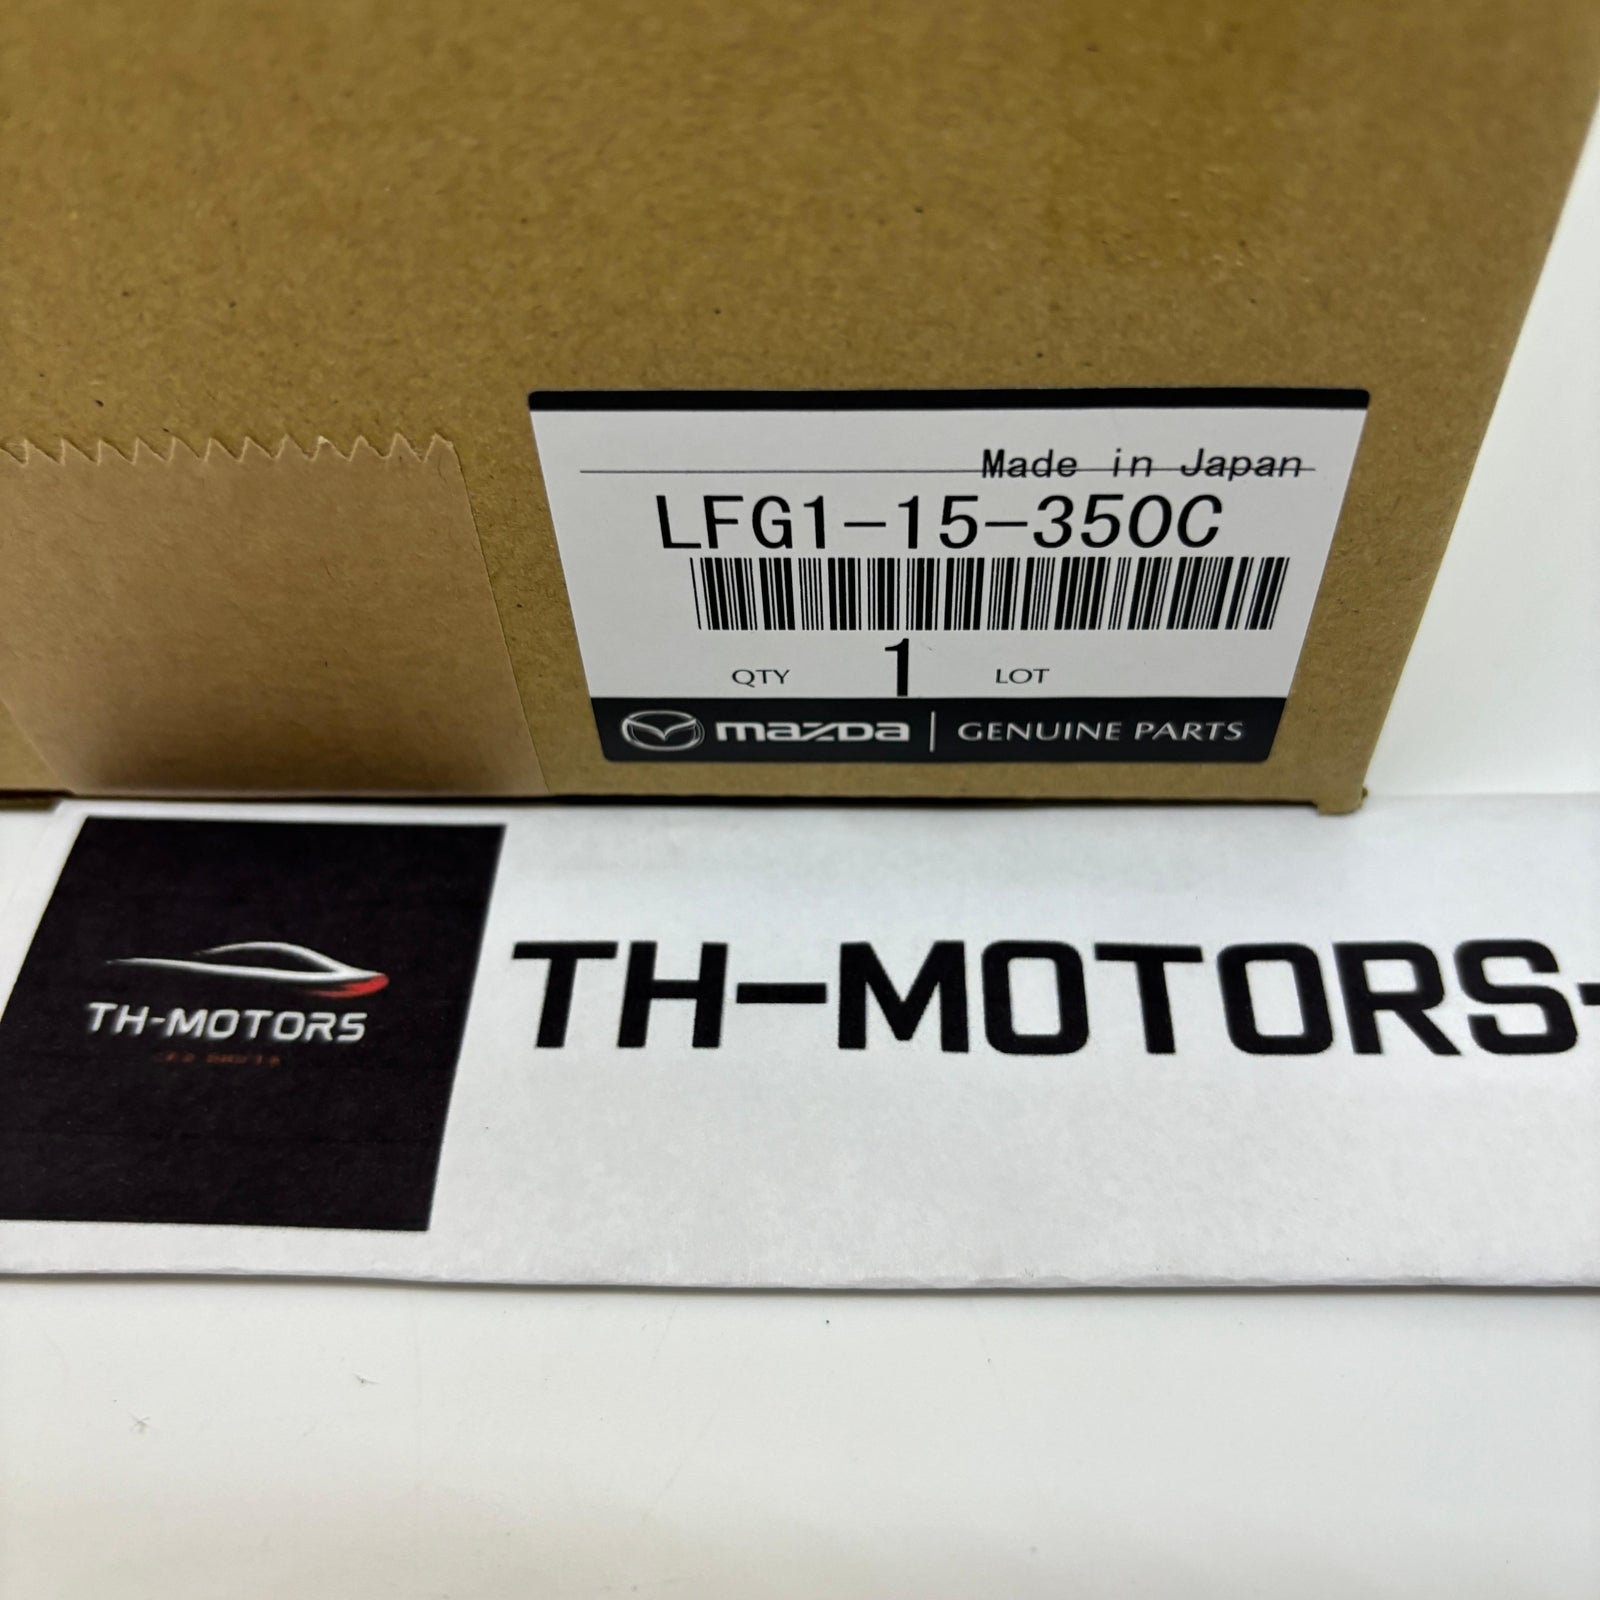 Made in Japan
LFG1-15-350C
QTY 1 LOT
mazda GENUINE PARTS
TH-MOTORS-
TH-MOTORS